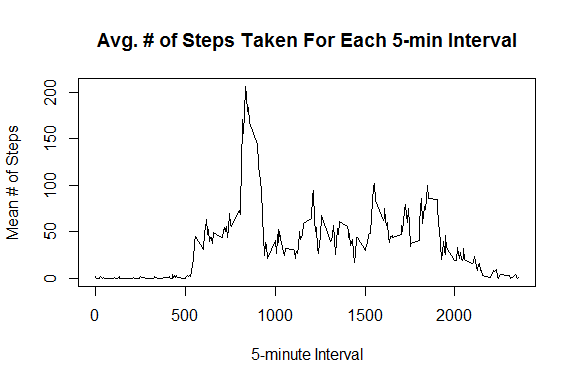 Avg. # of Steps Taken For Each 5-min Interval
Mean # of Steps
200
150
100
50
0
0 500 1000 1500 2000
5-minute Interval